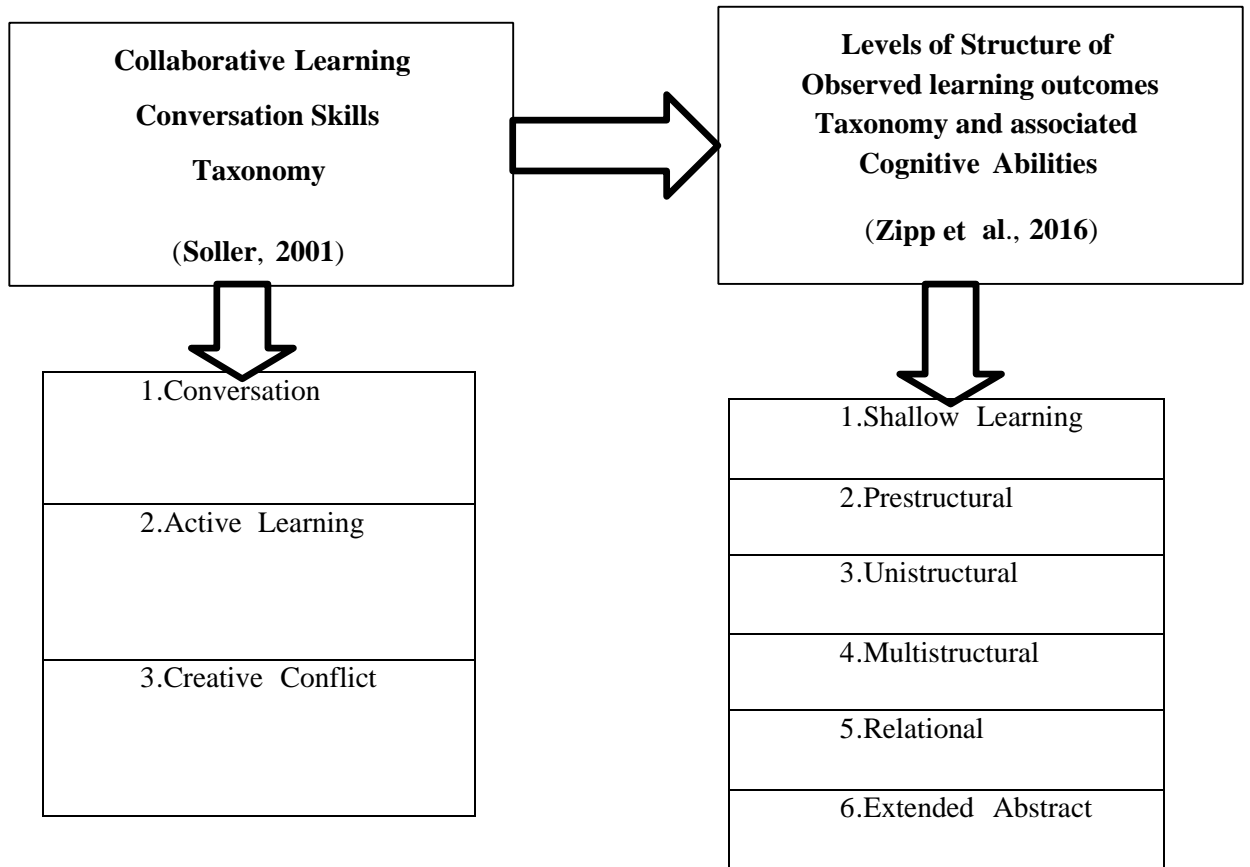 Collaborative Learning
Conversation Skills
Taxonomy
(Soller, 2001)
Levels of Structure of
Observed learning outcomes
Taxonomy and associated
Cognitive Abilities
(Zipp et al., 2016)
1.Conversation
2.Active Learning
3.Creative Conflict
1.Shallow Learning
2.Prestructural
3.Unistructural
4.Multistructural
5.Relational
6.Extended Abstract